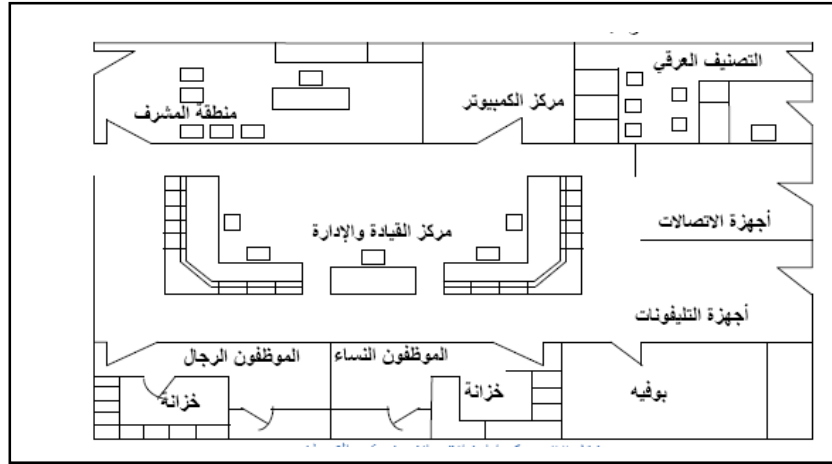 التصنيف العرقي
مركز الكمبيوتر
منطقة المشرف
أجهزة الاتصالات
مركز القيادة والإدارة
أجهزة التليفونات
الموظفون الرجال
الموظفون النساء
بوفيه
خزانة
خزانة